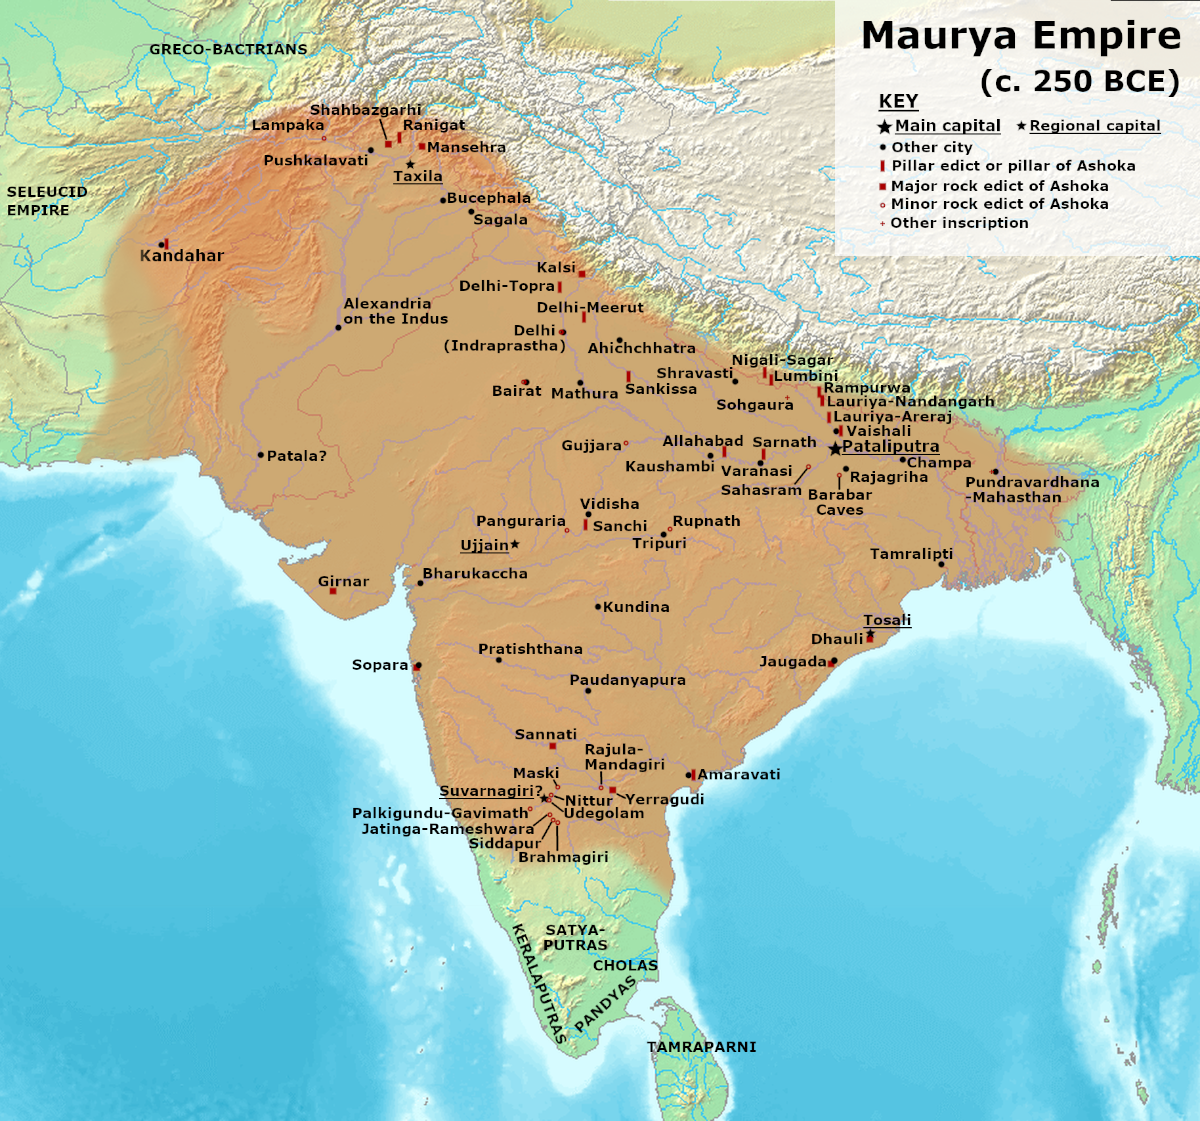 Maurya Empire
(c. 250 BCE)
KEY
Main capital
Regional capital
Other city
Pillar edict or pillar of Ashoka
Major rock edict of Ashoka
Minor rock edict of Ashoka
Other inscription
GRECO-BACTRIANS
SELEUCID
EMPIRE
Shahbazgarhi
Lampaka
Ranigat
Mansehra
Pushkalavati
Taxila
Bucephala
Sagala
Kandahar
Kalsi
Delhi-Topra
Alexandria
on the Indus
Delhi-Meerut
Delhi
(Indraprastha)
Ahichchhatra
Nigali-Sagar
Shravasti
Lumbini
Bairat
Mathura
Sankissa
Rampurwa
Sohgaura
Lauriya-Nandangarh
Lauriya-Areraj
Vaishali
Gujjara
Allahabad
Sarnath
Pataliputra
Patala?
Kaushambi
Varanasi
Champa
Rajagriha
Sahasram
Barabar
Caves
Pundravardhana
-Mahasthan
Vidisha
Panguraria
Sanchi
Rupnath
Ujjain
Tripuri
Tamralipti
Girnar
Bharukaccha
Kundina
Tosali
Dhauli
Pratishthana
Sopara
Jaugada
Paudanyapura
Sannati
Rajula-
Mandagiri
Maski
Amaravati
Suvarnagiri?
Nittur
Yerragudi
Palkigundu-Gavimath
Udegolam
Jatinga-Rameshwara
Siddapur
Brahmagiri
SATYA-
PUTRAS
KERALAPUTRAS
CHOLAS
PANDYAS
TAMRAPARNI